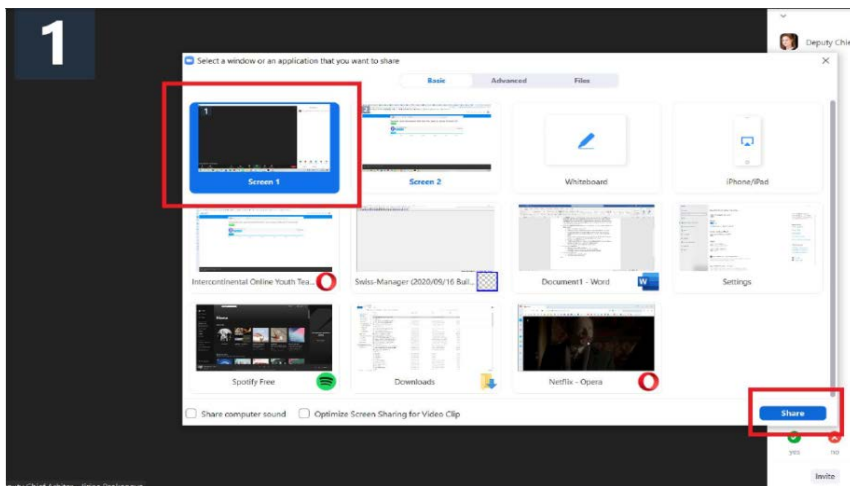 1
Deputy Chie
Select a window or an application that you want to share
Basic
Advanced
Files
1
Screen 1
Screen 2
Whiteboard
iPhone/iPad
Intercontinental Online Youth Tea...
Swiss-Manager (2020/09/16 Buil...
Document1 - Word
Settings
Spotify Free
Downloads
Netflix - Opera
Share computer sound
Optimize Screen Sharing for Video Clip
Share
yes
no
Invite